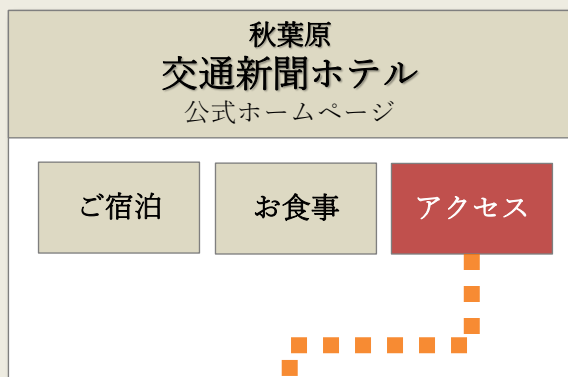 秋葉原
交通新聞ホテル
公式ホームページ
ご宿泊
お食事
アクセス